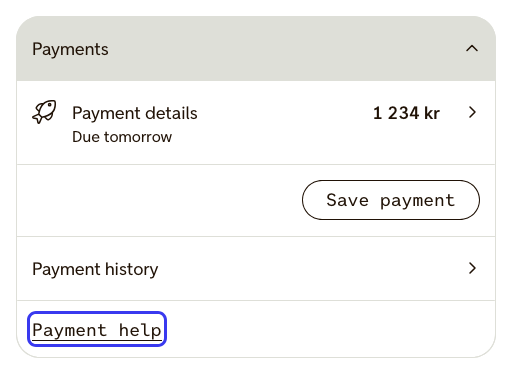 Payments
Payment details
1 234 kr
Due tomorrow
Save payment
Payment history
Payment help